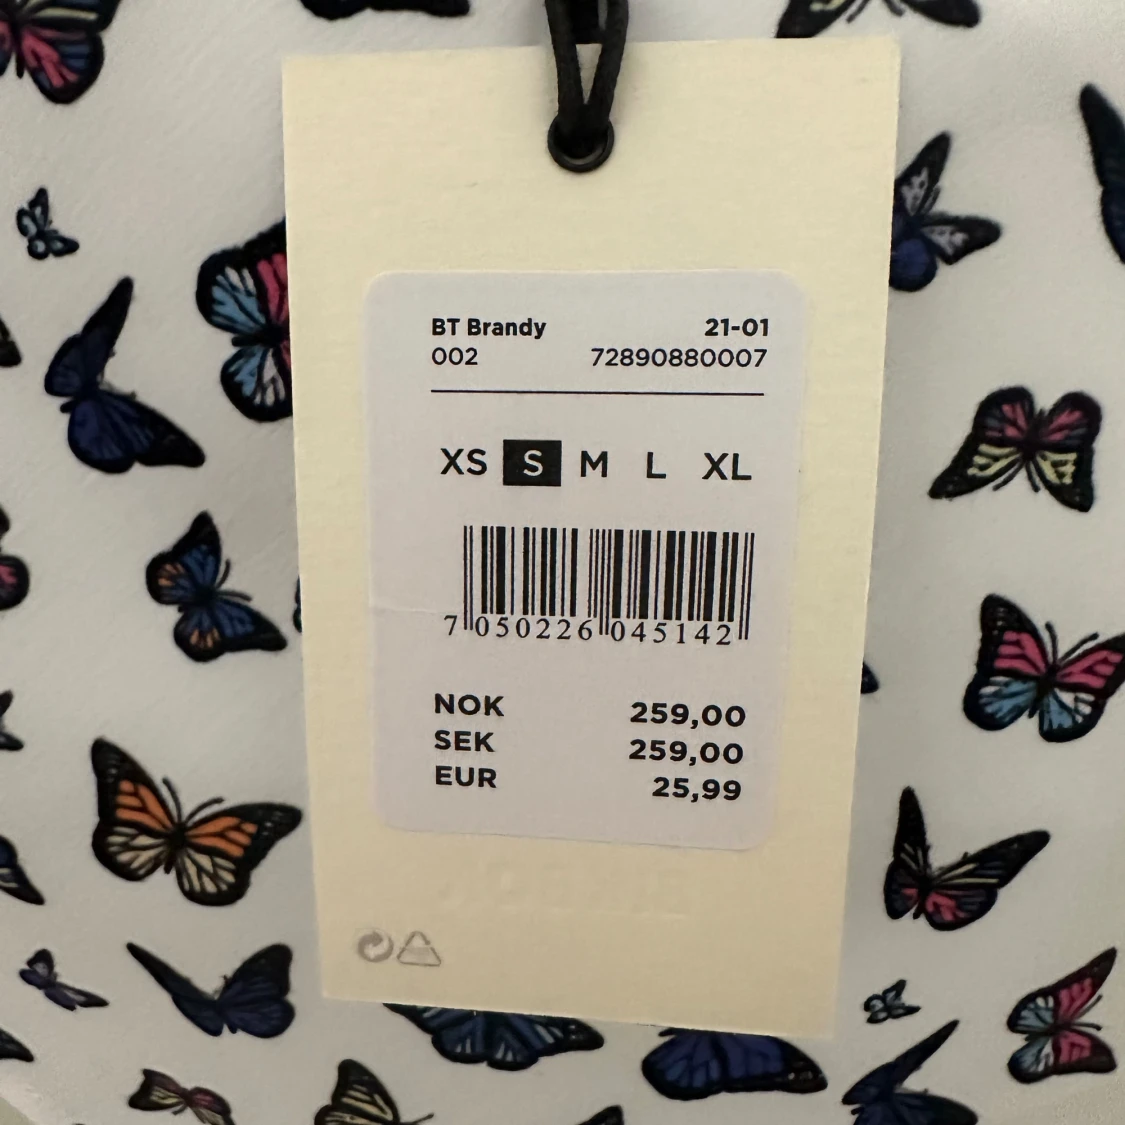 BT Brandy 21-01
002 72890880007
XS S M L XL
7 050226 045142
NOK 259,00
SEK 259,00
EUR 25,99